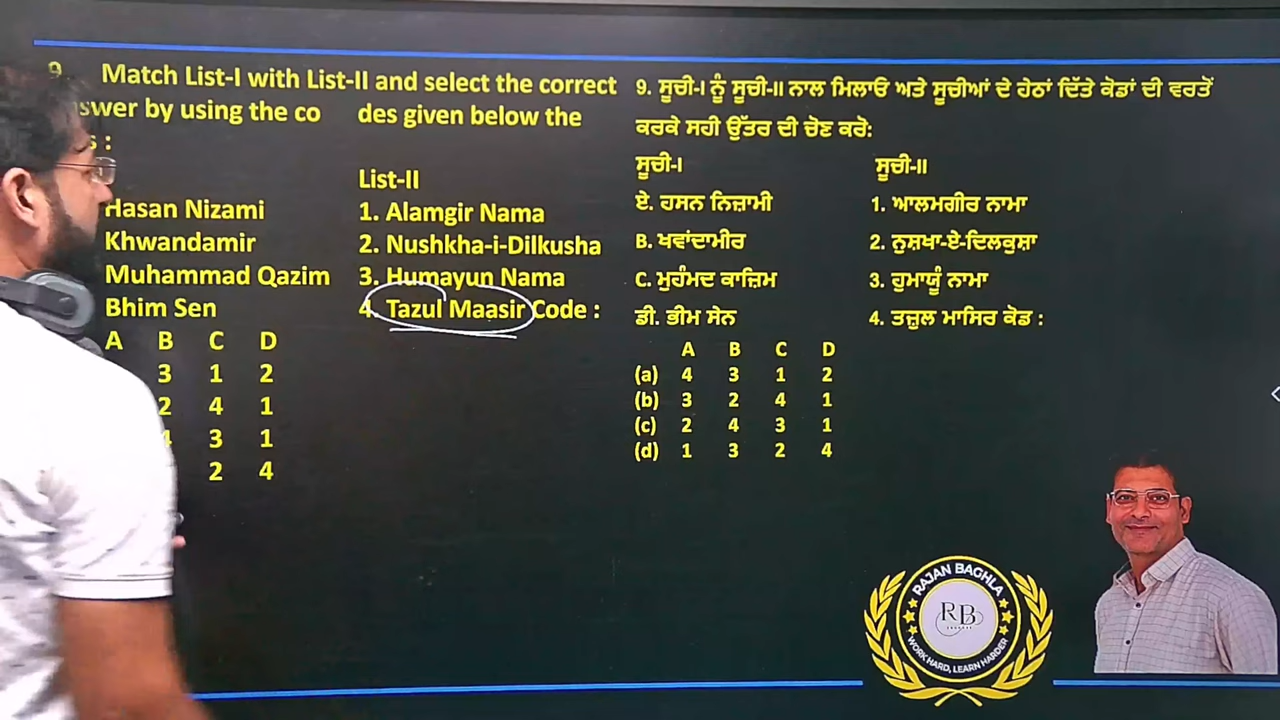 9 Match List-I with List-II and select the correct
swer by using the co des given below the
s :
List-II
Hasan Nizami 1. Alamgir Nama
Khwandamir 2. Nushkha-i-Dilkusha
Muhammad Qazim 3. Humayun Nama
Bhim Sen 4. Tazul Maasir Code :
A B C D
3 1 2
2 4 1
4 3 1
2 4
9. ਸੂਚੀ-I ਨੂੰ ਸੂਚੀ-II ਨਾਲ ਮਿਲਾਓ ਅਤੇ ਸੂਚੀਆਂ ਦੇ ਹੇਠਾਂ ਦਿੱਤੇ ਕੋਡਾਂ ਦੀ ਵਰਤੋਂ
ਕਰਕੇ ਸਹੀ ਉੱਤਰ ਦੀ ਚੋਣ ਕਰੋ:
ਸੂਚੀ-I ਸੂਚੀ-II
ਏ. ਹਸਨ ਨਿਜ਼ਾਮੀ 1. ਆਲਮਗੀਰ ਨਾਮਾ
B. ਖਵਾਂਦਾਮੀਰ 2. ਨੁਸ਼ਖਾ-ਏ-ਦਿਲਕੁਸ਼ਾ
C. ਮੁਹੰਮਦ ਕਾਜ਼ਿਮ 3. ਹੁਮਾਯੂੰ ਨਾਮਾ
ਡੀ. ਭੀਮ ਸੇਨ 4. ਤਜ਼ੁਲ ਮਾਸਿਰ ਕੋਡ :
A B C D
(a) 4 3 1 2
(b) 3 2 4 1
(c) 2 4 3 1
(d) 1 3 2 4
RAJAN BAGHLA
RB
WORK HARD, LEARN HARDER